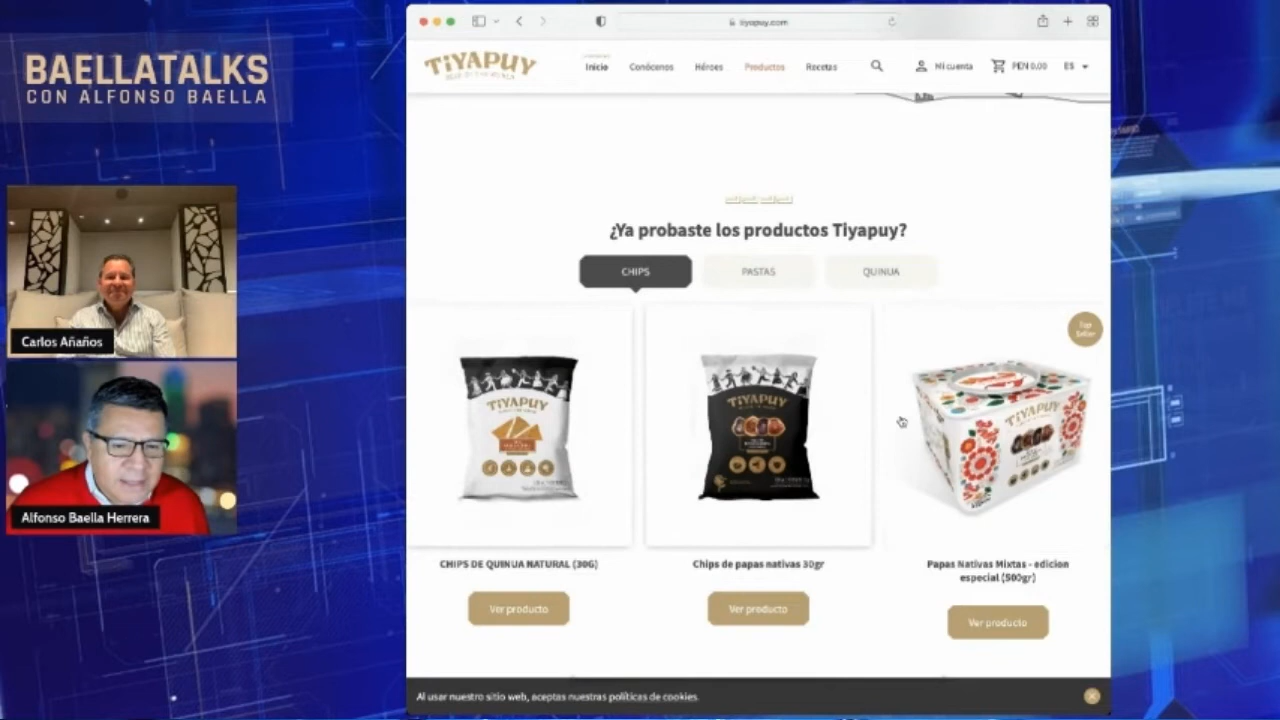 BAELLATALKS
CON ALFONSO BAELLA
Carlos Añaños
Alfonso Baella Herrera
tiyapuy.com
TiYAPUY
Inicio Conócenos Héroes Productos Recetas Mi cuenta PEN 0.00 ES
¿Ya probaste los productos Tiyapuy?
CHIPS PASTAS QUINUA
Top
Seller
TiYAPUY
TiYAPUY
TiYAPUY
CHIPS DE QUINUA NATURAL (30G)
Chips de papas nativas 30gr
Papas Nativas Mixtas - edicion
especial (500gr)
Ver producto
Ver producto
Ver producto
Al usar nuestro sitio web, aceptas nuestras políticas de cookies.